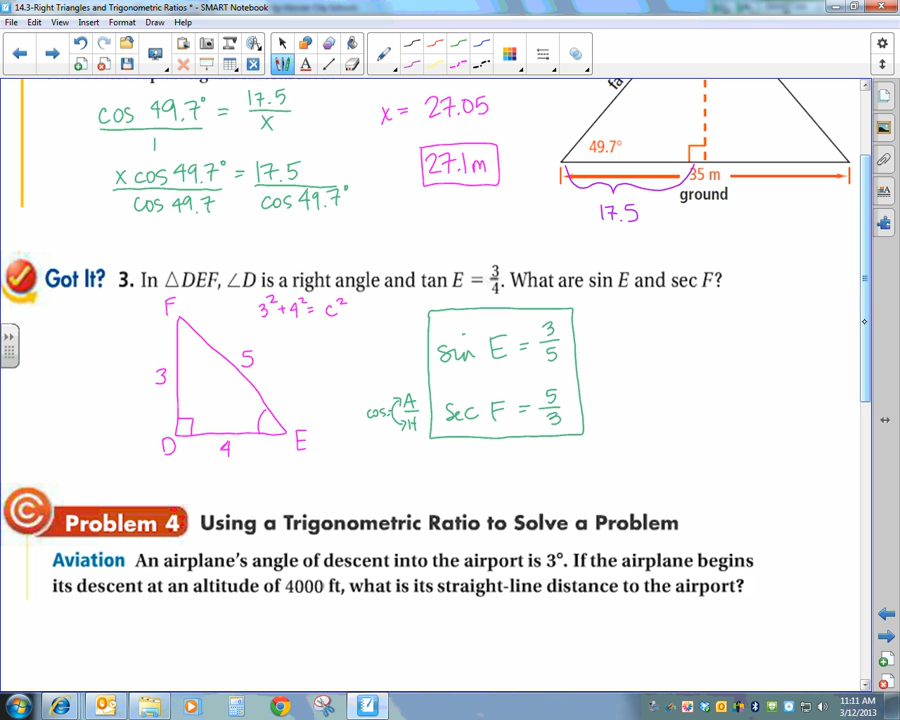 14.3-Right Triangles and Trigonometric Ratios * - SMART Notebook
File Edit View Insert Format Draw Help
cos 49.7° = 17.5/x
1
x cos 49.7° = 17.5
cos 49.7 cos 49.7°
x = 27.05
27.1 m
49.7°
35 m
ground
17.5
Got It? 3. In △DEF, ∠D is a right angle and tan E = 3/4. What are sin E and sec F?
3² + 4² = c²
F
3
5
D
4
E
sin E = 3/5
cos: A/H
sec F = 5/3
Problem 4 Using a Trigonometric Ratio to Solve a Problem
Aviation An airplane's angle of descent into the airport is 3°. If the airplane begins
its descent at an altitude of 4000 ft, what is its straight-line distance to the airport?
11:11 AM
3/12/2013